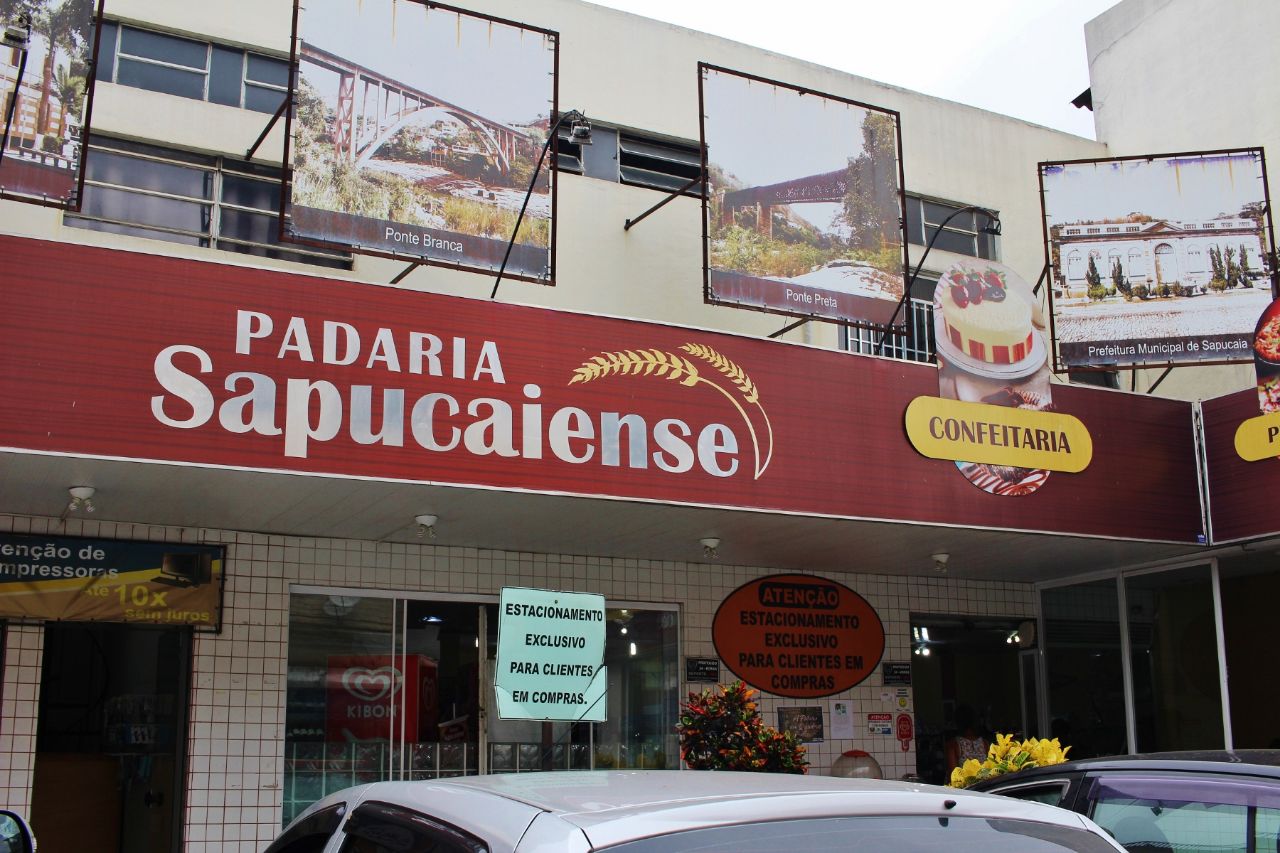 Ponte Branca
Ponte Preta
Prefeitura Municipal de Sapucaia
PADARIA
Sapucaiense
CONFEITARIA
P
enção de
mpressoras
Até 10x
Sem juros
ESTACIONAMENTO
EXCLUSIVO
PARA CLIENTES
EM COMPRAS.
ATENÇÃO
ESTACIONAMENTO
EXCLUSIVO
PARA CLIENTES EM
COMPRAS
KIBON
ATENÇÃO